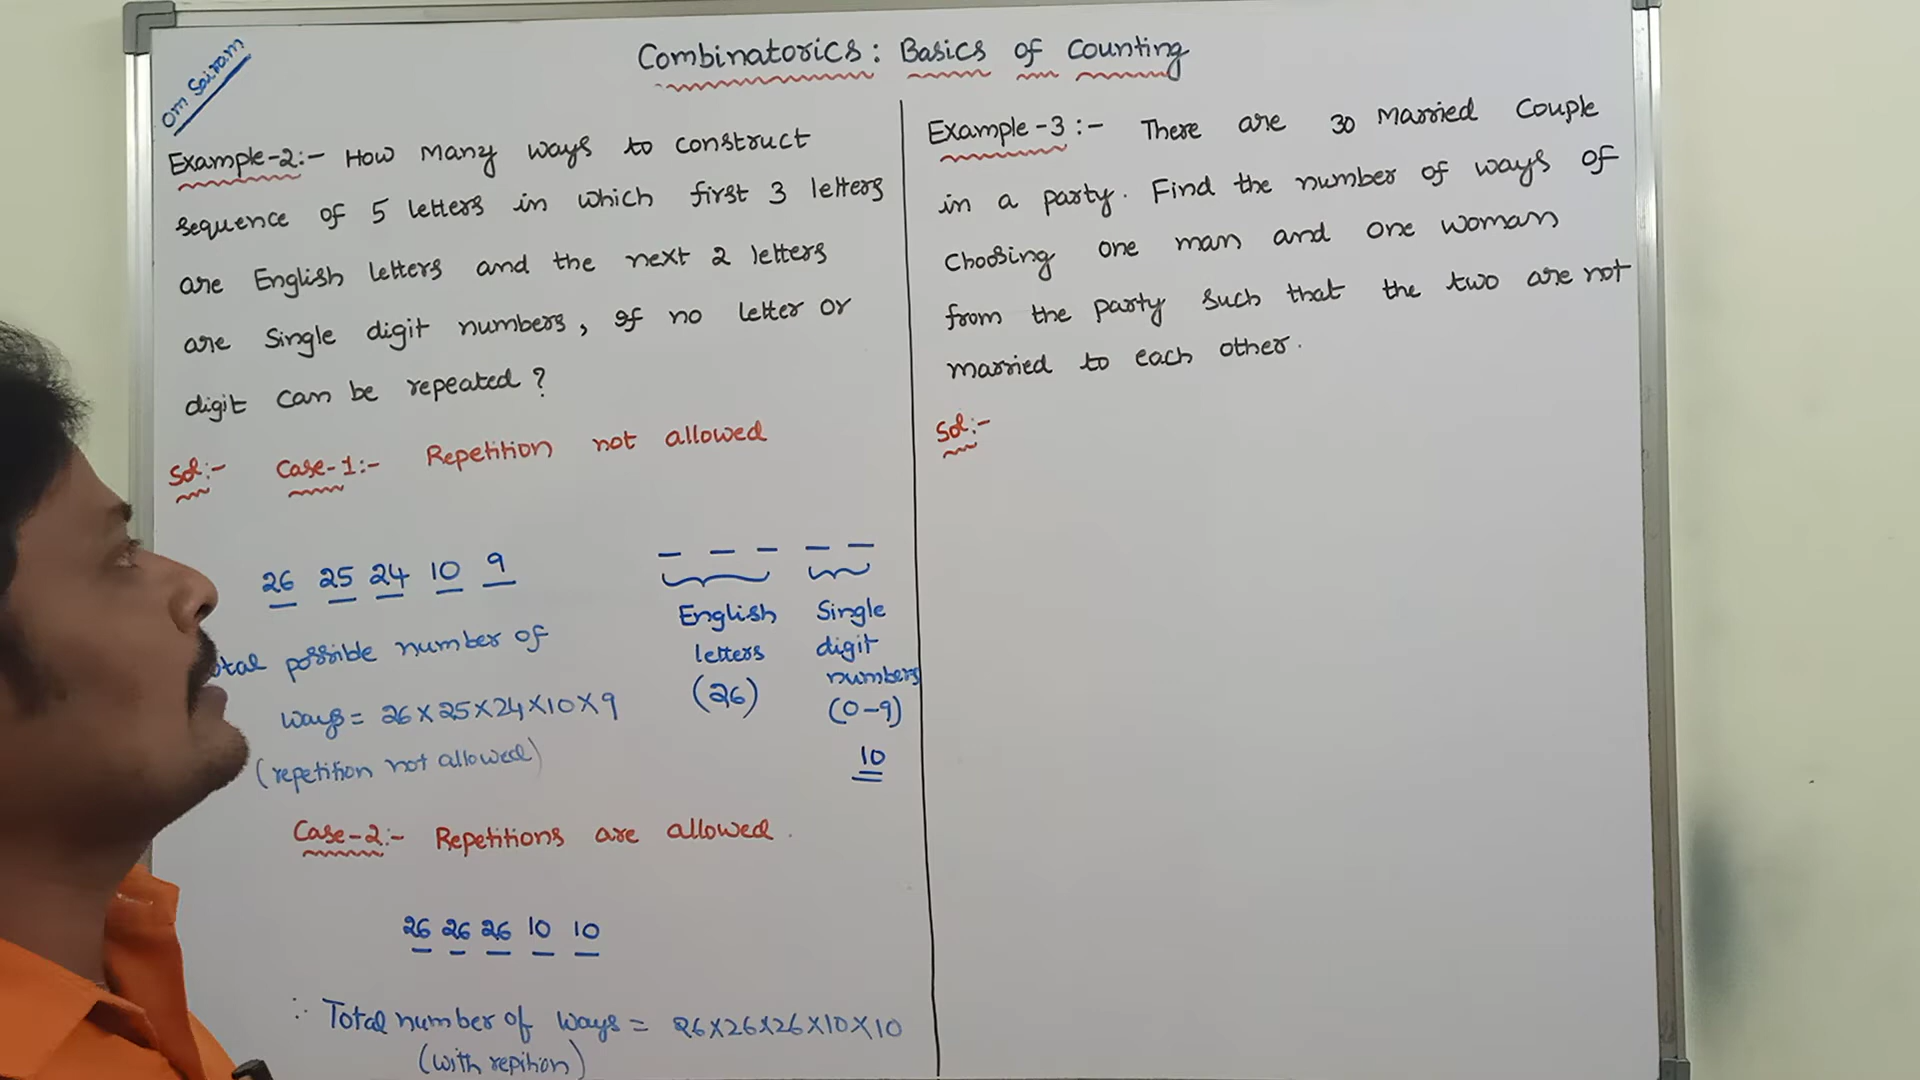 Om Sairam
Combinatorics: Basics of Counting
Example-2:- How many ways to construct
sequence of 5 letters in which first 3 letters
are English letters and the next 2 letters
are Single digit numbers, if no letter or
digit can be repeated?
Sol:- Case-1:- Repetition not allowed
26 25 24 10 9
English Single
letters digit
numbers
(26) (0-9)
10
otal possible number of
ways = 26×25×24×10×9
(repetition not allowed)
Case-2:- Repetitions are allowed.
26 26 26 10 10
∴ Total number of ways = 26×26×26×10×10
(with repition)
Example-3:- There are 30 Married Couple
in a party. Find the number of ways of
choosing one man and one woman
from the party such that the two are not
married to each other.
Sol:-